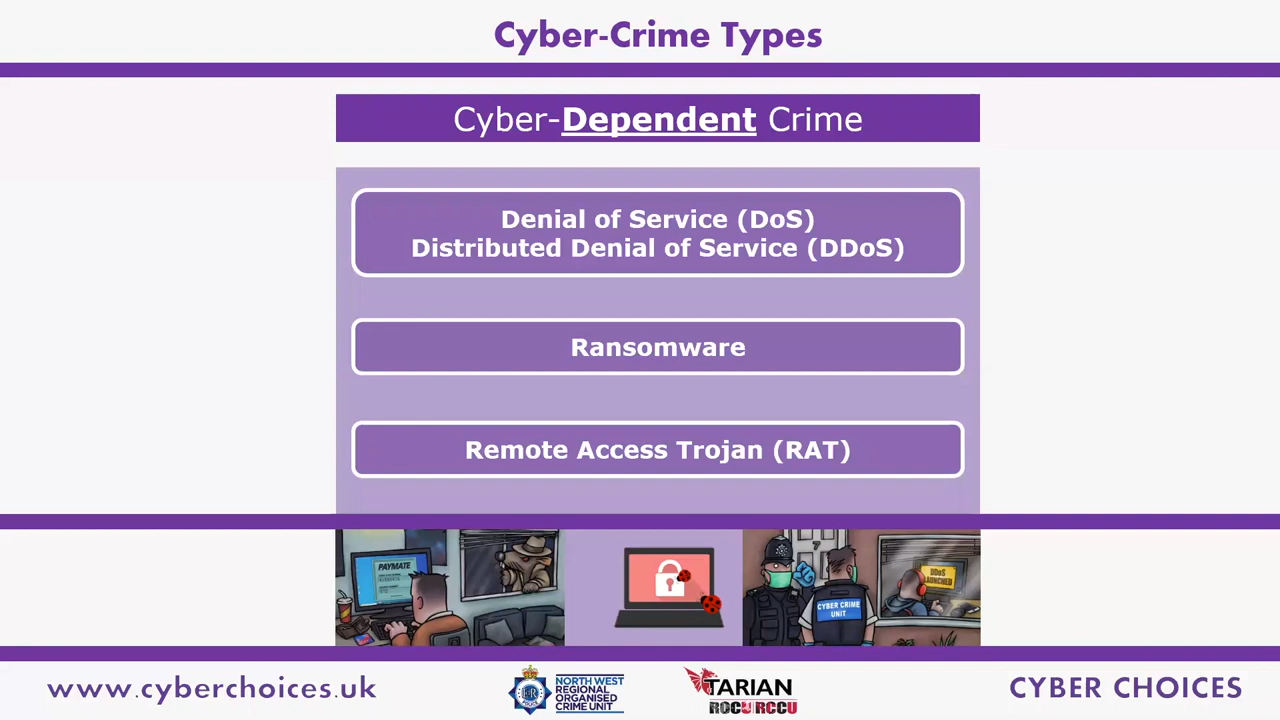 Cyber-Crime Types
Cyber-Dependent Crime
Denial of Service (DoS)
Distributed Denial of Service (DDoS)
Ransomware
Remote Access Trojan (RAT)
PAYMATE
7
CYBER CRIME
UNIT
DDoS
LAUNCHED
www.cyberchoices.uk
NORTH WEST
REGIONAL
ORGANISED
CRIME UNIT
TARIAN
ROCU RCCU
CYBER CHOICES